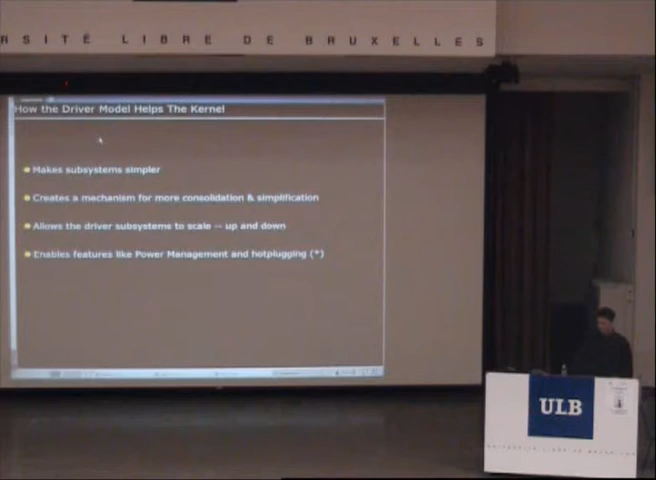 RSITÉ LIBRE DE BRUXELLES
How the Driver Model Helps The Kernel
Makes subsystems simpler
Creates a mechanism for more consolidation & simplification
Allows the driver subsystems to scale -- up and down
Enables features like Power Management and hotplugging (*)
ULB